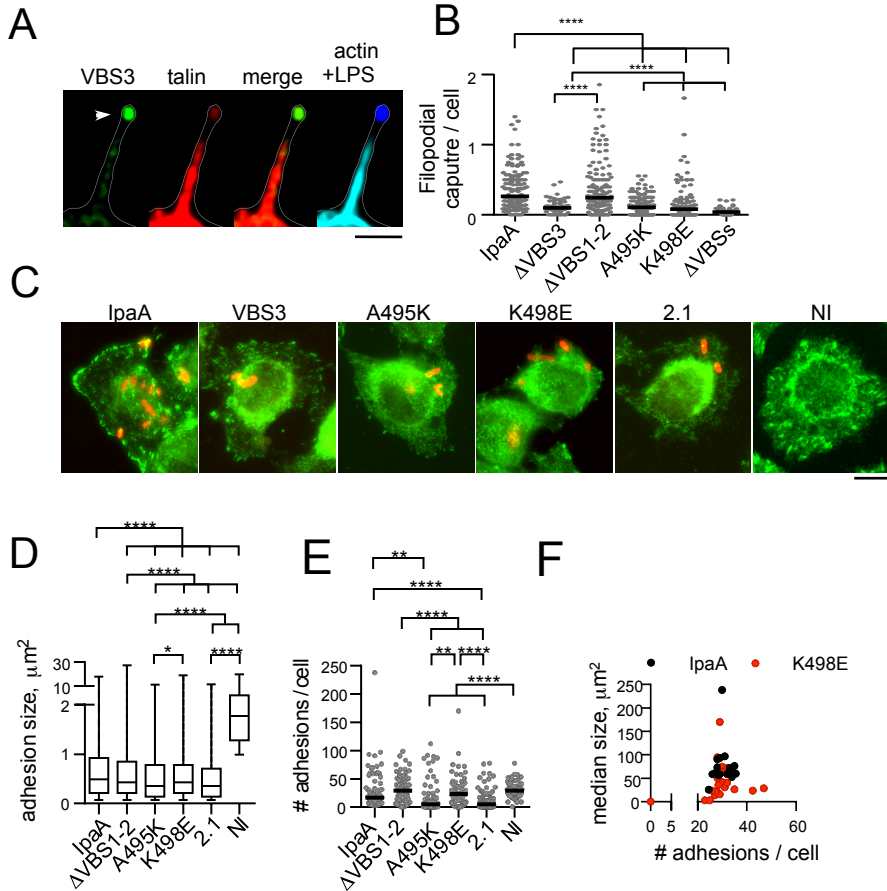 A
VBS3 talin merge actin +LPS
B
****
****
****
Filopodial
caputre / cell
2
1
0
IpaA ΔVBS3 ΔVBS1-2 A495K K498E ΔVBSs
C
IpaA VBS3 A495K K498E 2.1 NI
D
****
****
****
* ****
adhesion size, μm²
30
10
2
1
0
IpaA ΔVBS1-2 A495K K498E 2.1 NI
E
**
****
****
** ****
****
# adhesions / cell
250
200
150
100
50
0
IpaA ΔVBS1-2 A495K K498E 2.1 NI
F
IpaA K498E
median size, μm²
250
200
150
100
50
0
0 5 20 40 60
# adhesions / cell